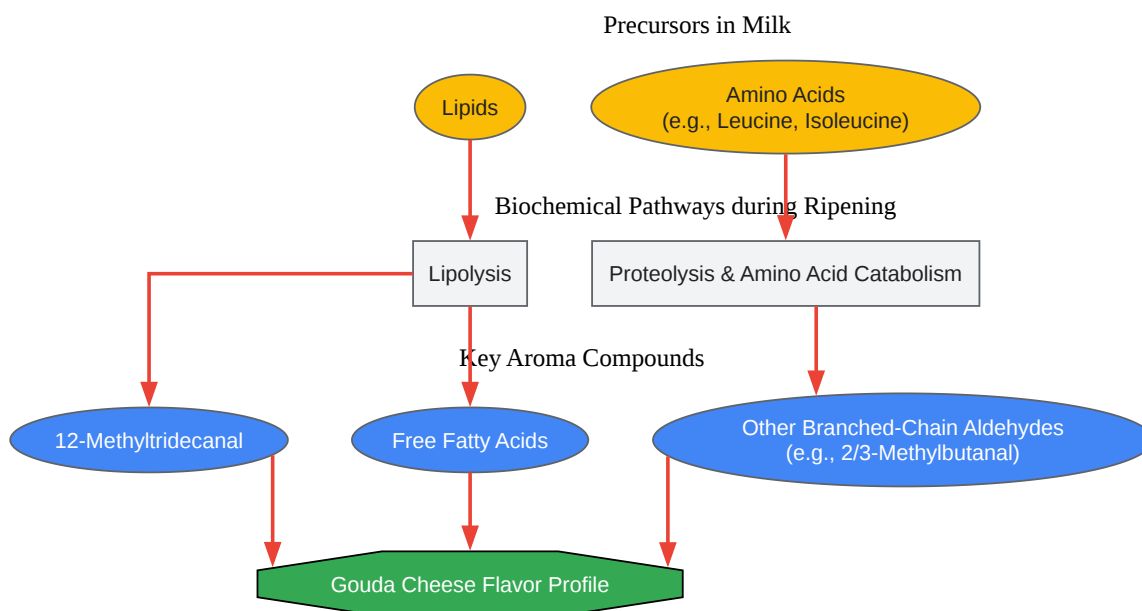 Precursors in Milk
Lipids
Amino Acids
(e.g., Leucine, Isoleucine)
Biochemical Pathways during Ripening
Lipolysis
Proteolysis & Amino Acid Catabolism
Key Aroma Compounds
12-Methyltridecanal
Free Fatty Acids
Other Branched-Chain Aldehydes
(e.g., 2/3-Methylbutanal)
Gouda Cheese Flavor Profile